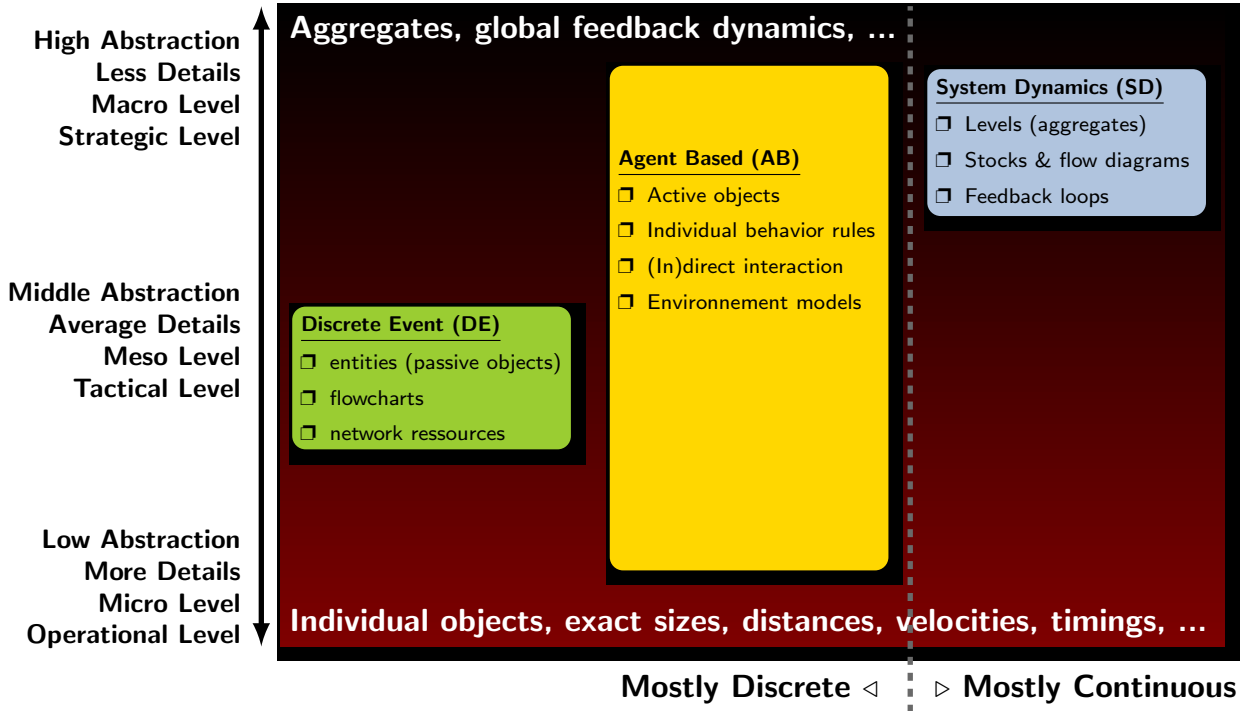 High Abstraction
Less Details
Macro Level
Strategic Level
Middle Abstraction
Average Details
Meso Level
Tactical Level
Low Abstraction
More Details
Micro Level
Operational Level
Aggregates, global feedback dynamics, ...
Discrete Event (DE)
❐ entities (passive objects)
❐ flowcharts
❐ network ressources
Agent Based (AB)
❐ Active objects
❐ Individual behavior rules
❐ (In)direct interaction
❐ Environnement models
System Dynamics (SD)
❐ Levels (aggregates)
❐ Stocks & flow diagrams
❐ Feedback loops
Individual objects, exact sizes, distances, velocities, timings, ...
Mostly Discrete ◁
▷ Mostly Continuous